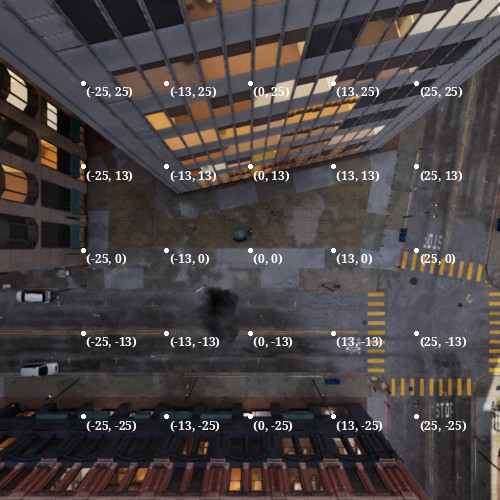 (-25, 25) (-13, 25) (0, 25) (13, 25) (25, 25)
(-25, 13) (-13, 13) (0, 13) (13, 13) (25, 13)
STOP
(-25, 0) (-13, 0) (0, 0) (13, 0) (25, 0)
(-25, -13) (-13, -13) (0, -13) (13, -13) (25, -13)
STOP
(-25, -25) (-13, -25) (0, -25) (13, -25) (25, -25)